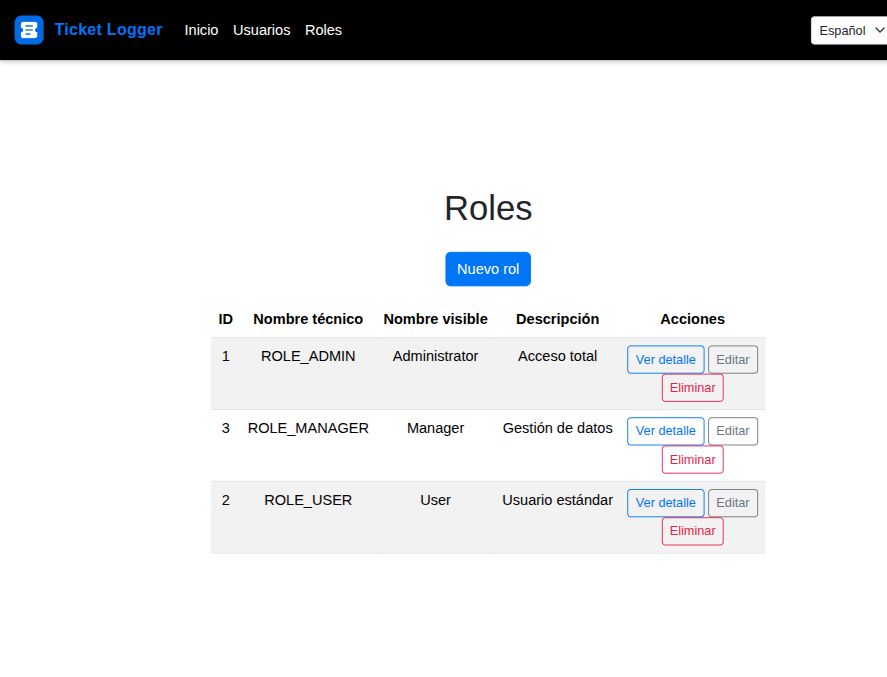 Ticket Logger Inicio Usuarios Roles Español
Roles
Nuevo rol
ID Nombre técnico Nombre visible Descripción Acciones
1 ROLE_ADMIN Administrator Acceso total Ver detalle Editar
Eliminar
3 ROLE_MANAGER Manager Gestión de datos Ver detalle Editar
Eliminar
2 ROLE_USER User Usuario estándar Ver detalle Editar
Eliminar